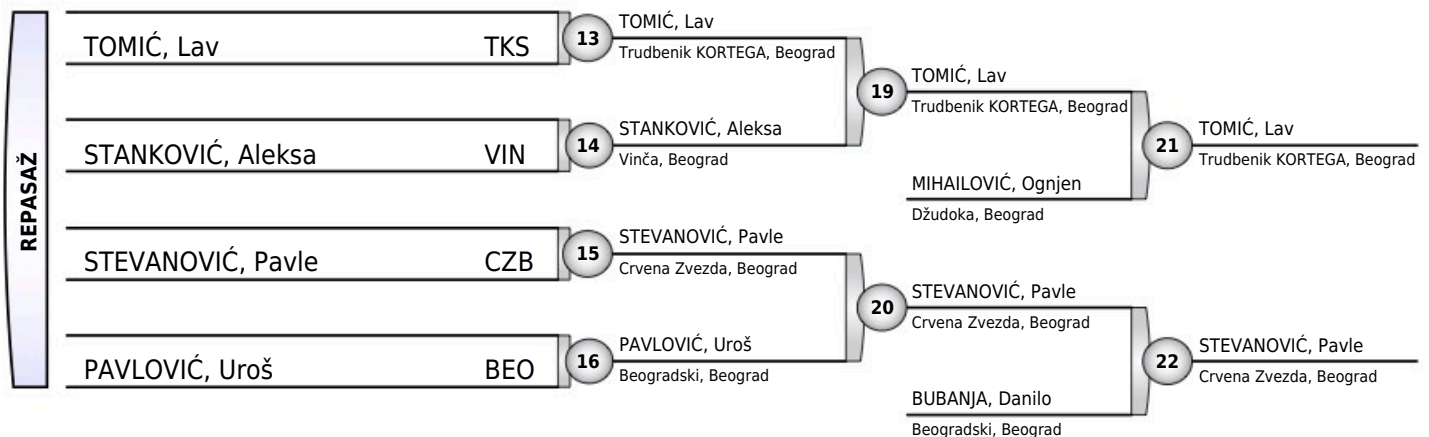 REPASAŽ
TOMIĆ, Lav TKS
STANKOVIĆ, Aleksa VIN
STEVANOVIĆ, Pavle CZB
PAVLOVIĆ, Uroš BEO
13
TOMIĆ, Lav
Trudbenik KORTEGA, Beograd
14
STANKOVIĆ, Aleksa
Vinča, Beograd
15
STEVANOVIĆ, Pavle
Crvena Zvezda, Beograd
16
PAVLOVIĆ, Uroš
Beogradski, Beograd
19
TOMIĆ, Lav
Trudbenik KORTEGA, Beograd
MIHAILOVIĆ, Ognjen
Džudoka, Beograd
20
STEVANOVIĆ, Pavle
Crvena Zvezda, Beograd
BUBANJA, Danilo
Beogradski, Beograd
21
TOMIĆ, Lav
Trudbenik KORTEGA, Beograd
22
STEVANOVIĆ, Pavle
Crvena Zvezda, Beograd